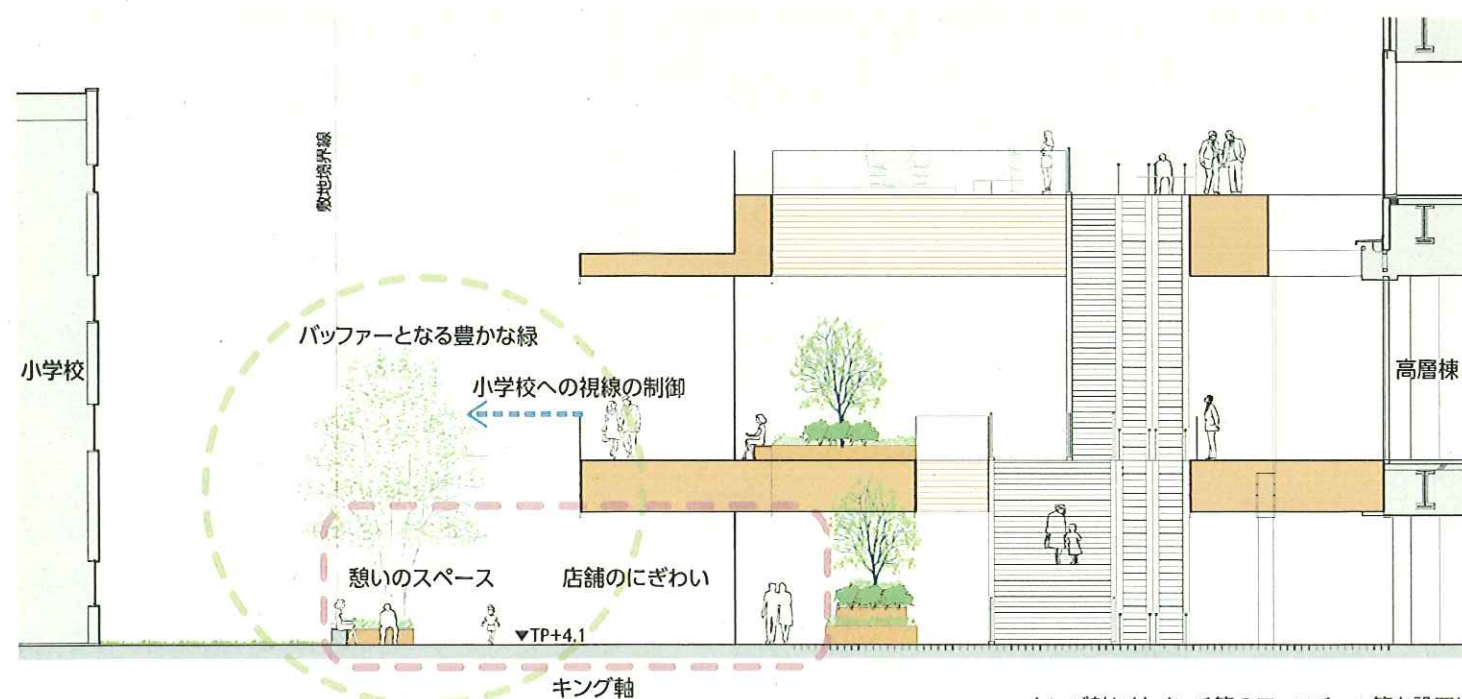 敷地境界線
バッファーとなる豊かな緑
小学校
小学校への視線の制御
高層棟
憩いのスペース
店舗のにぎわい
▼TP+4.1
キング軸